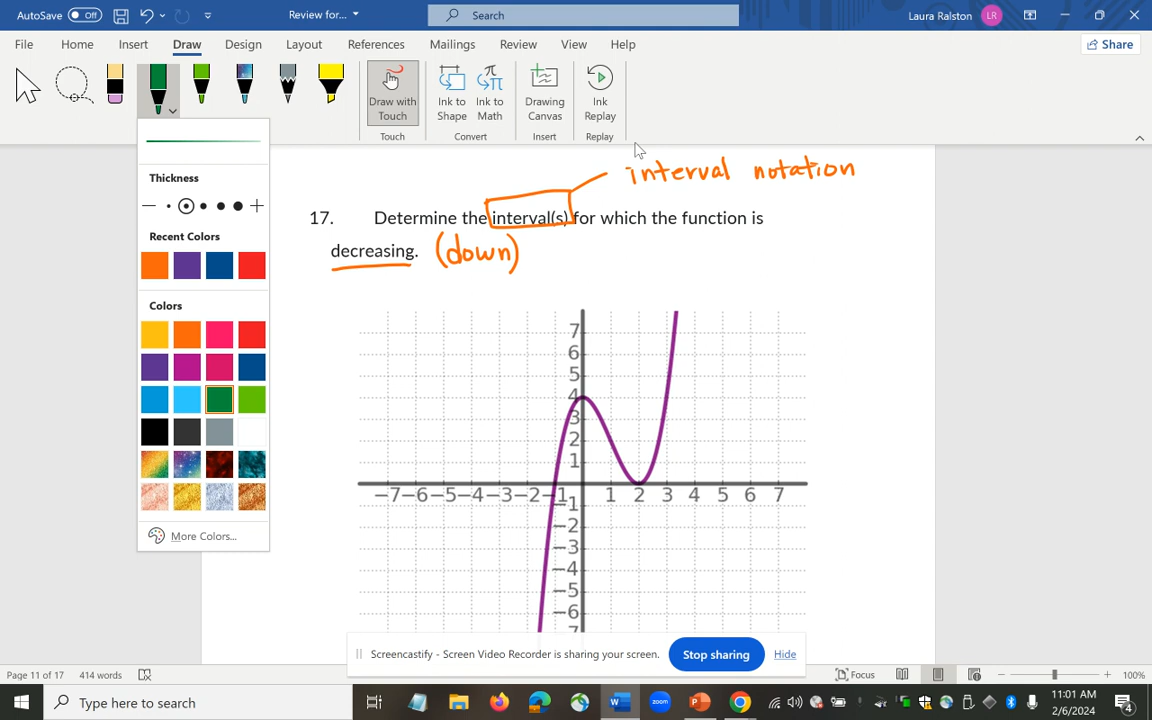 AutoSave Off Review for... Search Laura Ralston LR
File Home Insert Draw Design Layout References Mailings Review View Help Share
Draw with Touch Ink to Shape Ink to Math Drawing Canvas Ink Replay
Touch Convert Insert Replay
Thickness
Recent Colors
Colors
More Colors...
interval notation
17. Determine the interval(s) for which the function is
decreasing. (down)
7
6
5
4
3
2
1
−7 −6 −5 −4 −3 −2 −1 1 2 3 4 5 6 7
−1
−2
−3
−4
−5
−6
7
Screencastify - Screen Video Recorder is sharing your screen. Stop sharing Hide
Page 11 of 17 414 words Focus 100%
Type here to search W zoom P 11:01 AM
2/6/2024 4